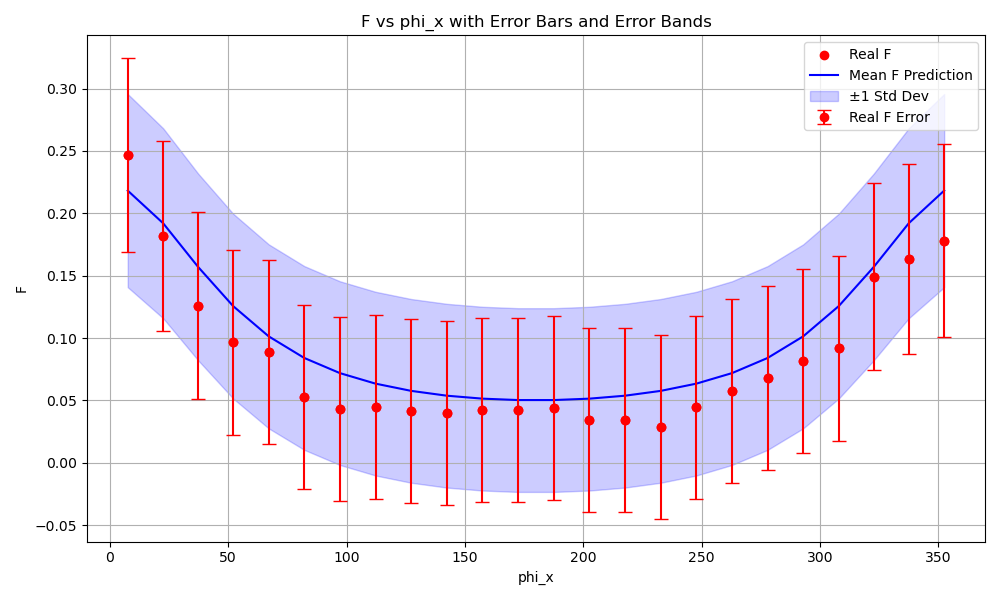 F vs phi_x with Error Bars and Error Bands
Real F
Mean F Prediction
±1 Std Dev
Real F Error
0.30
0.25
0.20
0.15
0.10
0.05
0.00
−0.05
F
0 50 100 150 200 250 300 350
phi_x